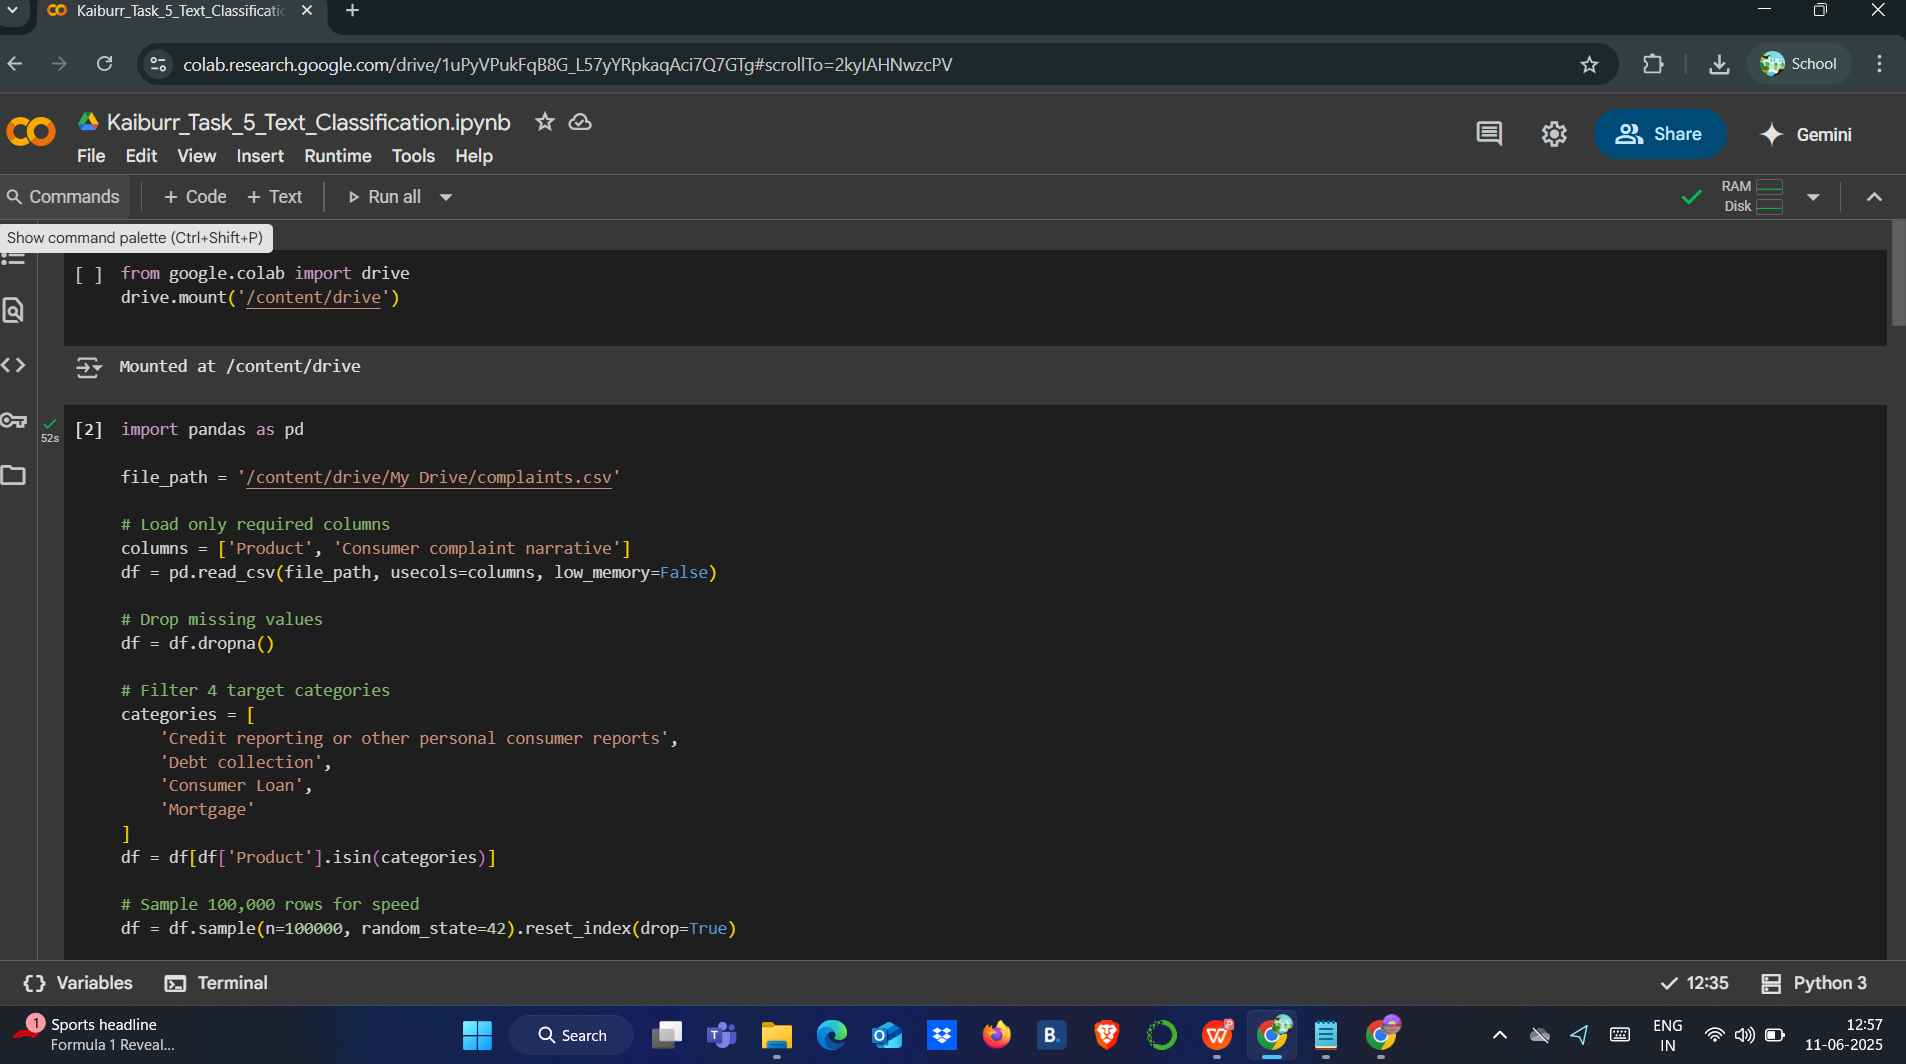 Kaiburr_Task_5_Text_Classificatic
colab.research.google.com/drive/1uPyVPukFqB8G_L57yYRpkaqAci7Q7GTg#scrollTo=2kyIAHNwzcPV
School
Kaiburr_Task_5_Text_Classification.ipynb
Share
Gemini
File Edit View Insert Runtime Tools Help
Commands + Code + Text Run all
RAM
Disk
Show command palette (Ctrl+Shift+P)
[ ] from google.colab import drive
drive.mount('/content/drive')
Mounted at /content/drive
52s
[2] import pandas as pd
file_path = '/content/drive/My Drive/complaints.csv'
# Load only required columns
columns = ['Product', 'Consumer complaint narrative']
df = pd.read_csv(file_path, usecols=columns, low_memory=False)
# Drop missing values
df = df.dropna()
# Filter 4 target categories
categories = [
'Credit reporting or other personal consumer reports',
'Debt collection',
'Consumer Loan',
'Mortgage'
]
df = df[df['Product'].isin(categories)]
# Sample 100,000 rows for speed
df = df.sample(n=100000, random_state=42).reset_index(drop=True)
{} Variables Terminal 12:35 Python 3
1
Sports headline
Formula 1 Reveal...
Search
B.
ENG
IN
12:57
11-06-2025